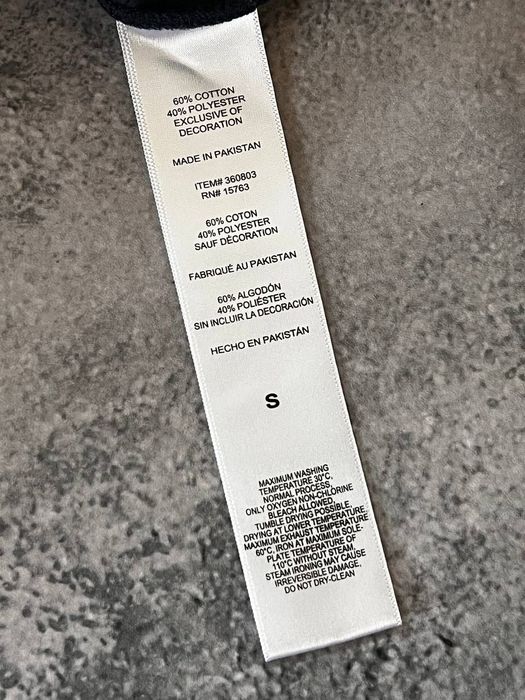 60% COTTON
40% POLYESTER
EXCLUSIVE OF
DECORATION
MADE IN PAKISTAN
ITEM# 360803
RN# 15763
60% COTON
40% POLYESTER
SAUF DÉCORATION
FABRIQUÉ AU PAKISTAN
60% ALGODÓN
40% POLIÉSTER
SIN INCLUIR LA DECORACIÓN
HECHO EN PAKISTÁN
S
MAXIMUM WASHING
TEMPERATURE 30°C,
NORMAL PROCESS,
ONLY OXYGEN NON-CHLORINE
BLEACH ALLOWED,
TUMBLE DRYING POSSIBLE,
DRYING AT LOWER TEMPERATURE,
MAXIMUM EXHAUST TEMPERATURE
60°C, IRON AT MAXIMUM SOLE-
PLATE TEMPERATURE OF
110°C WITHOUT STEAM,
STEAM IRONING MAY CAUSE
IRREVERSIBLE DAMAGE,
DO NOT DRY-CLEAN